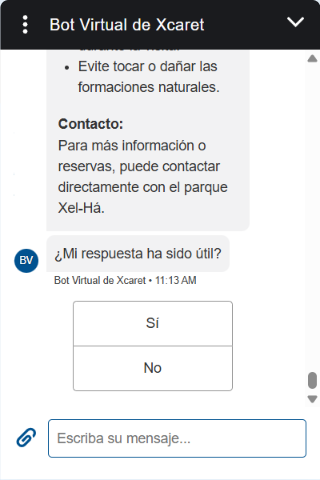 Bot Virtual de Xcaret
Evite tocar o dañar las
formaciones naturales.
Contacto:
Para más información o
reservas, puede contactar
directamente con el parque
Xel-Há.
BV
¿Mi respuesta ha sido útil?
Bot Virtual de Xcaret • 11:13 AM
Sí
No
Escriba su mensaje...